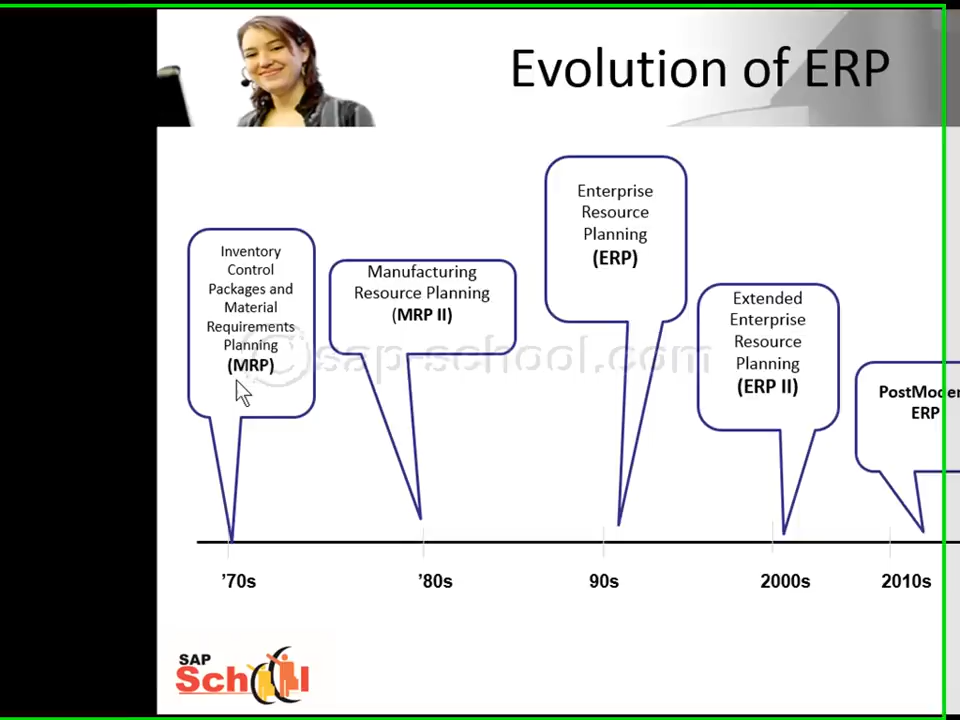 Evolution of ERP
Inventory
Control
Packages and
Material
Requirements
Planning
(MRP)
Manufacturing
Resource Planning
(MRP II)
Enterprise
Resource
Planning
(ERP)
Extended
Enterprise
Resource
Planning
(ERP II)
PostModer
ERP
©sap-school.com
'70s
'80s
90s
2000s
2010s
SAP
School